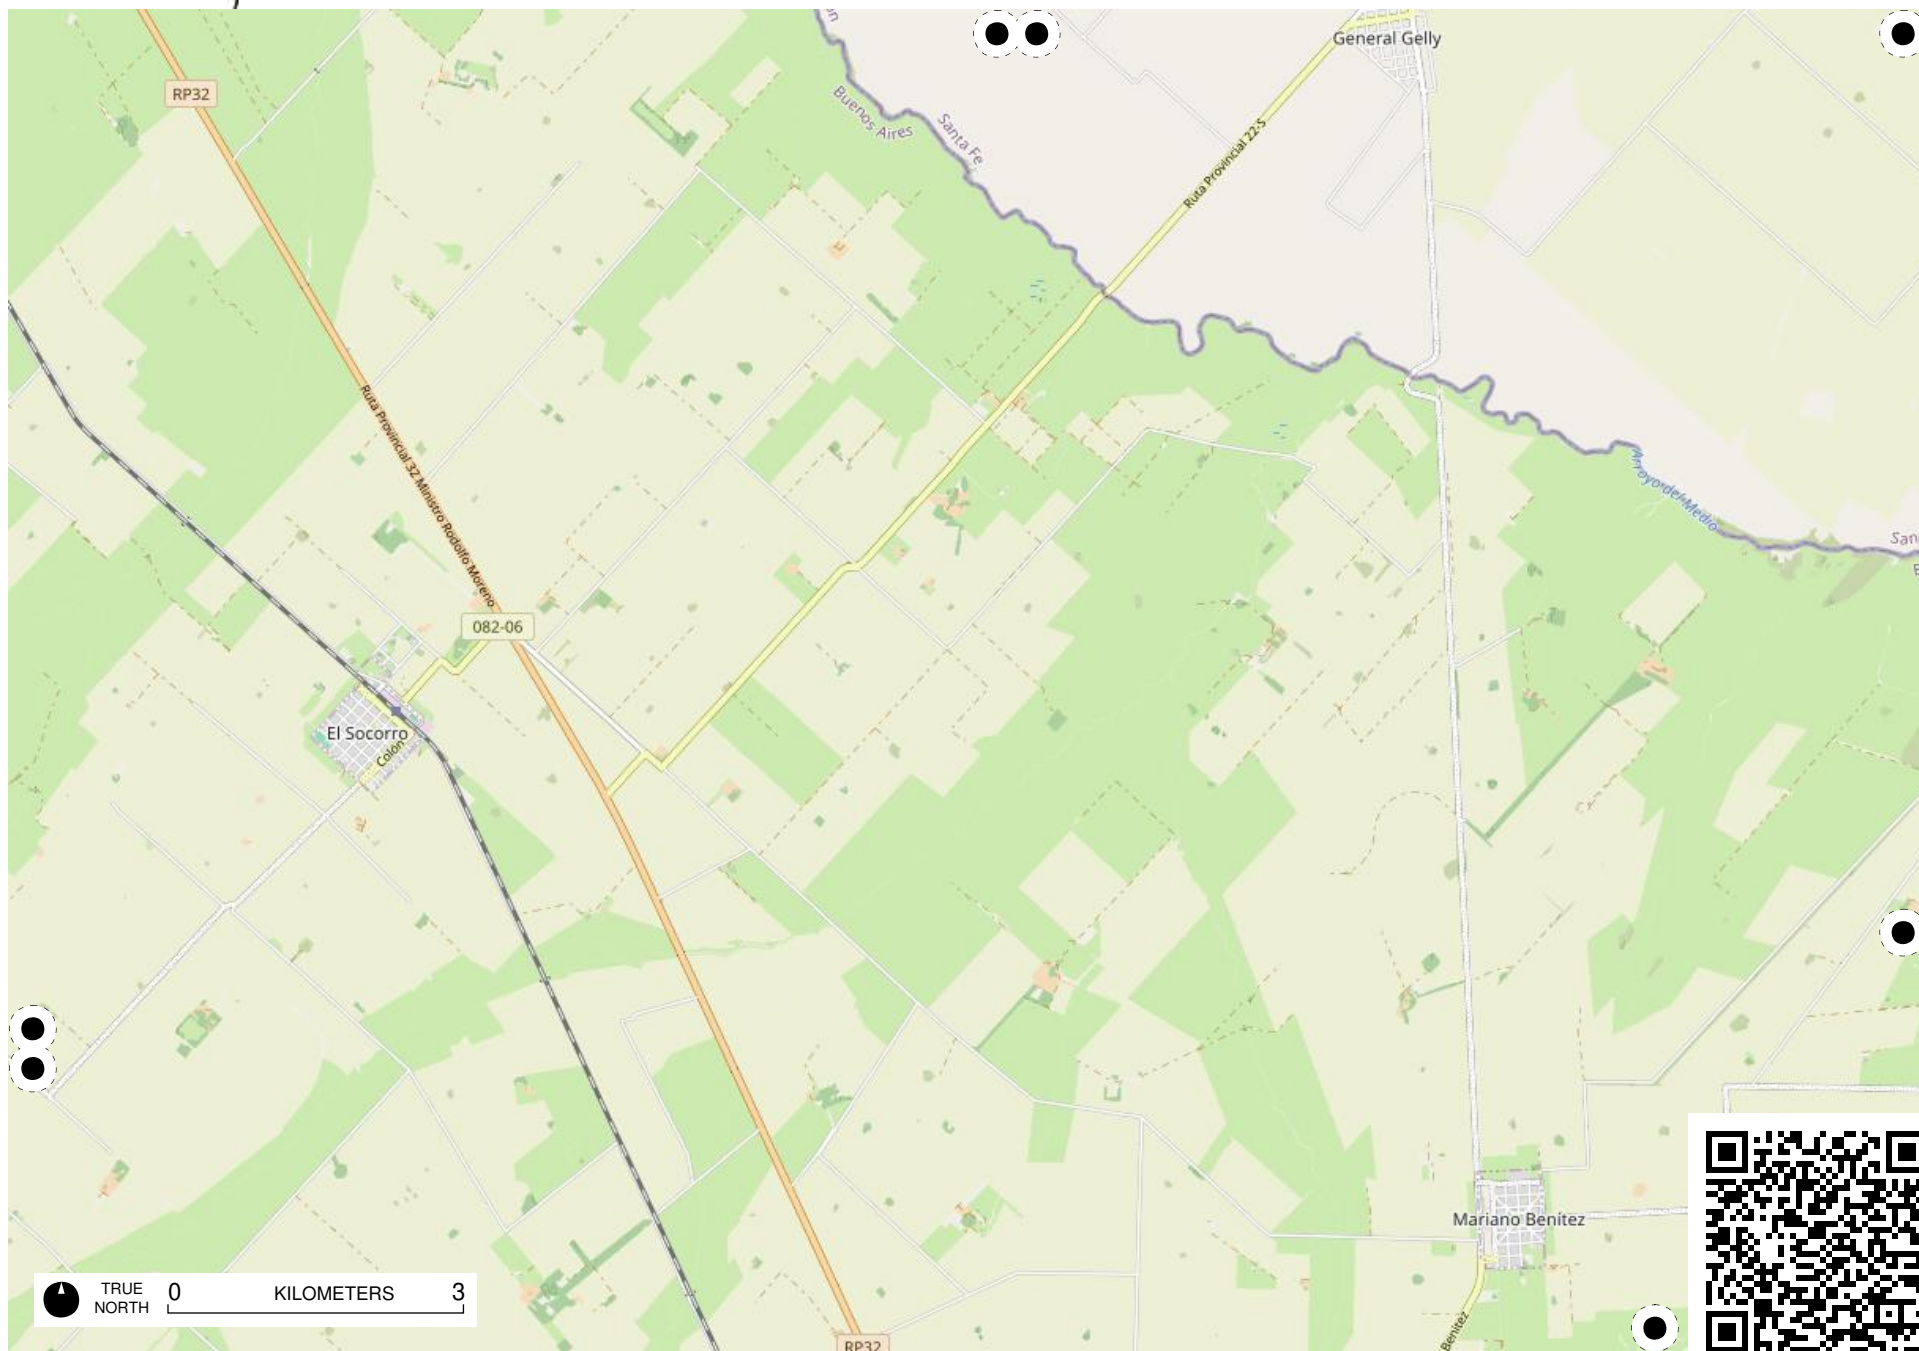 General Gelly
RP32
Buenos Aires
Santa Fe
Ruta Provincial 22-S
Ruta Provincial 32 Ministro Rodolfo Moreno
Arroyo del Medio
082-06
El Socorro
Colón
Mariano Benítez
TRUE NORTH
0 KILOMETERS 3
Benítez
RP32